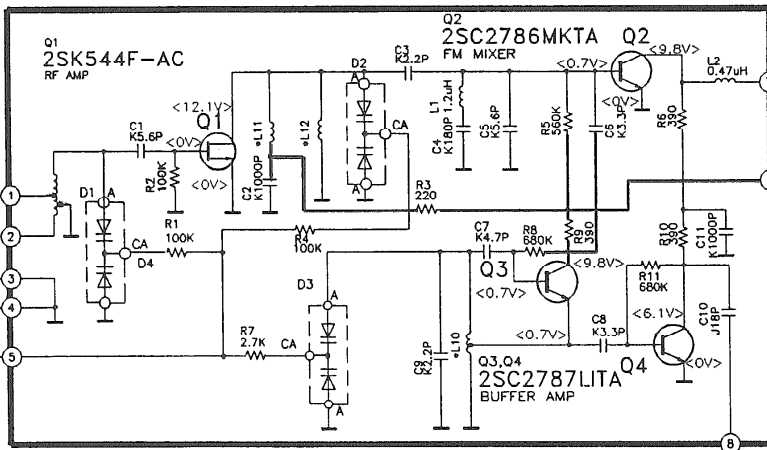 Q1
2SK544F-AC
RF AMP
Q2
2SC2786MKTA
FM MIXER
Q2
<9.8V>
L2
0.47uH
C3
K2.2P
D2
A
<0.7V>
<0V>
<12.1V>
Q1
C1
K5.6P
<0V>
R2
100K
<0V>
•L11
C2
K1000P
•L12
CA
A
L1
1.2uH
C4
K180P
C5
K5.6P
R5
560K
C6
K3.3P
R6
390
1
2
3
4
5
D1
A
CA
D4
A
R1
100K
R3
220
R4
100K
C7
K4.7P
R8
680K
R9
390
<9.8V>
Q3
<0.7V>
R10
390
C11
K1000P
R11
680K
C10
J18P
D3
A
R7
2.7K
CA
A
C9
K2.2P
•L10
<0.7V>
C8
K3.3P
<6.1V>
Q4
<0V>
Q3,Q4
2SC2787LITA
BUFFER AMP
8